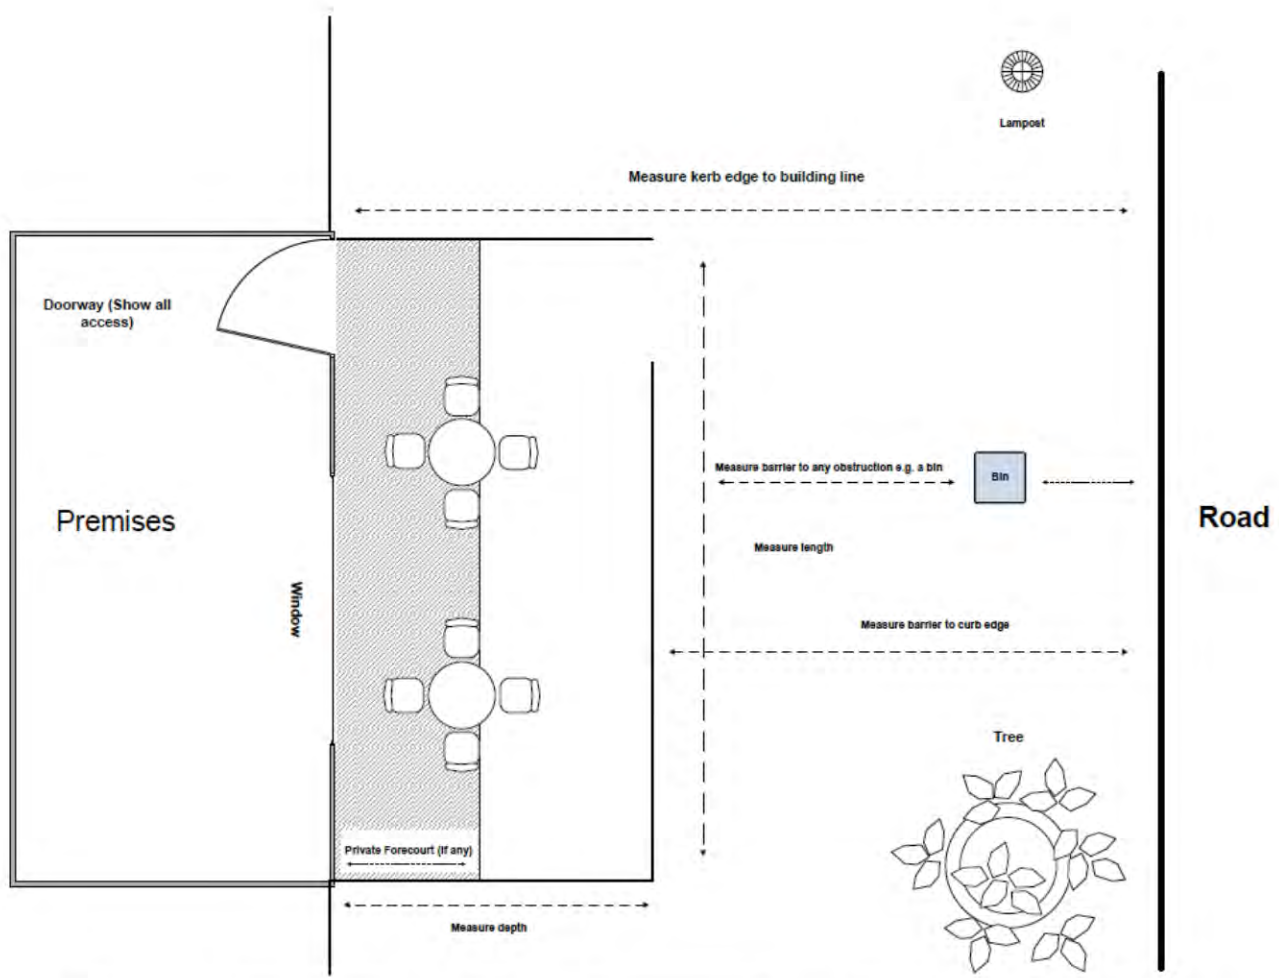 Lampost
Measure kerb edge to building line
Doorway (Show all
access)
Measure barrier to any obstruction e.g. a bin
Bin
Premises
Road
Measure length
Window
Measure barrier to curb edge
Tree
Private Forecourt (if any)
Measure depth